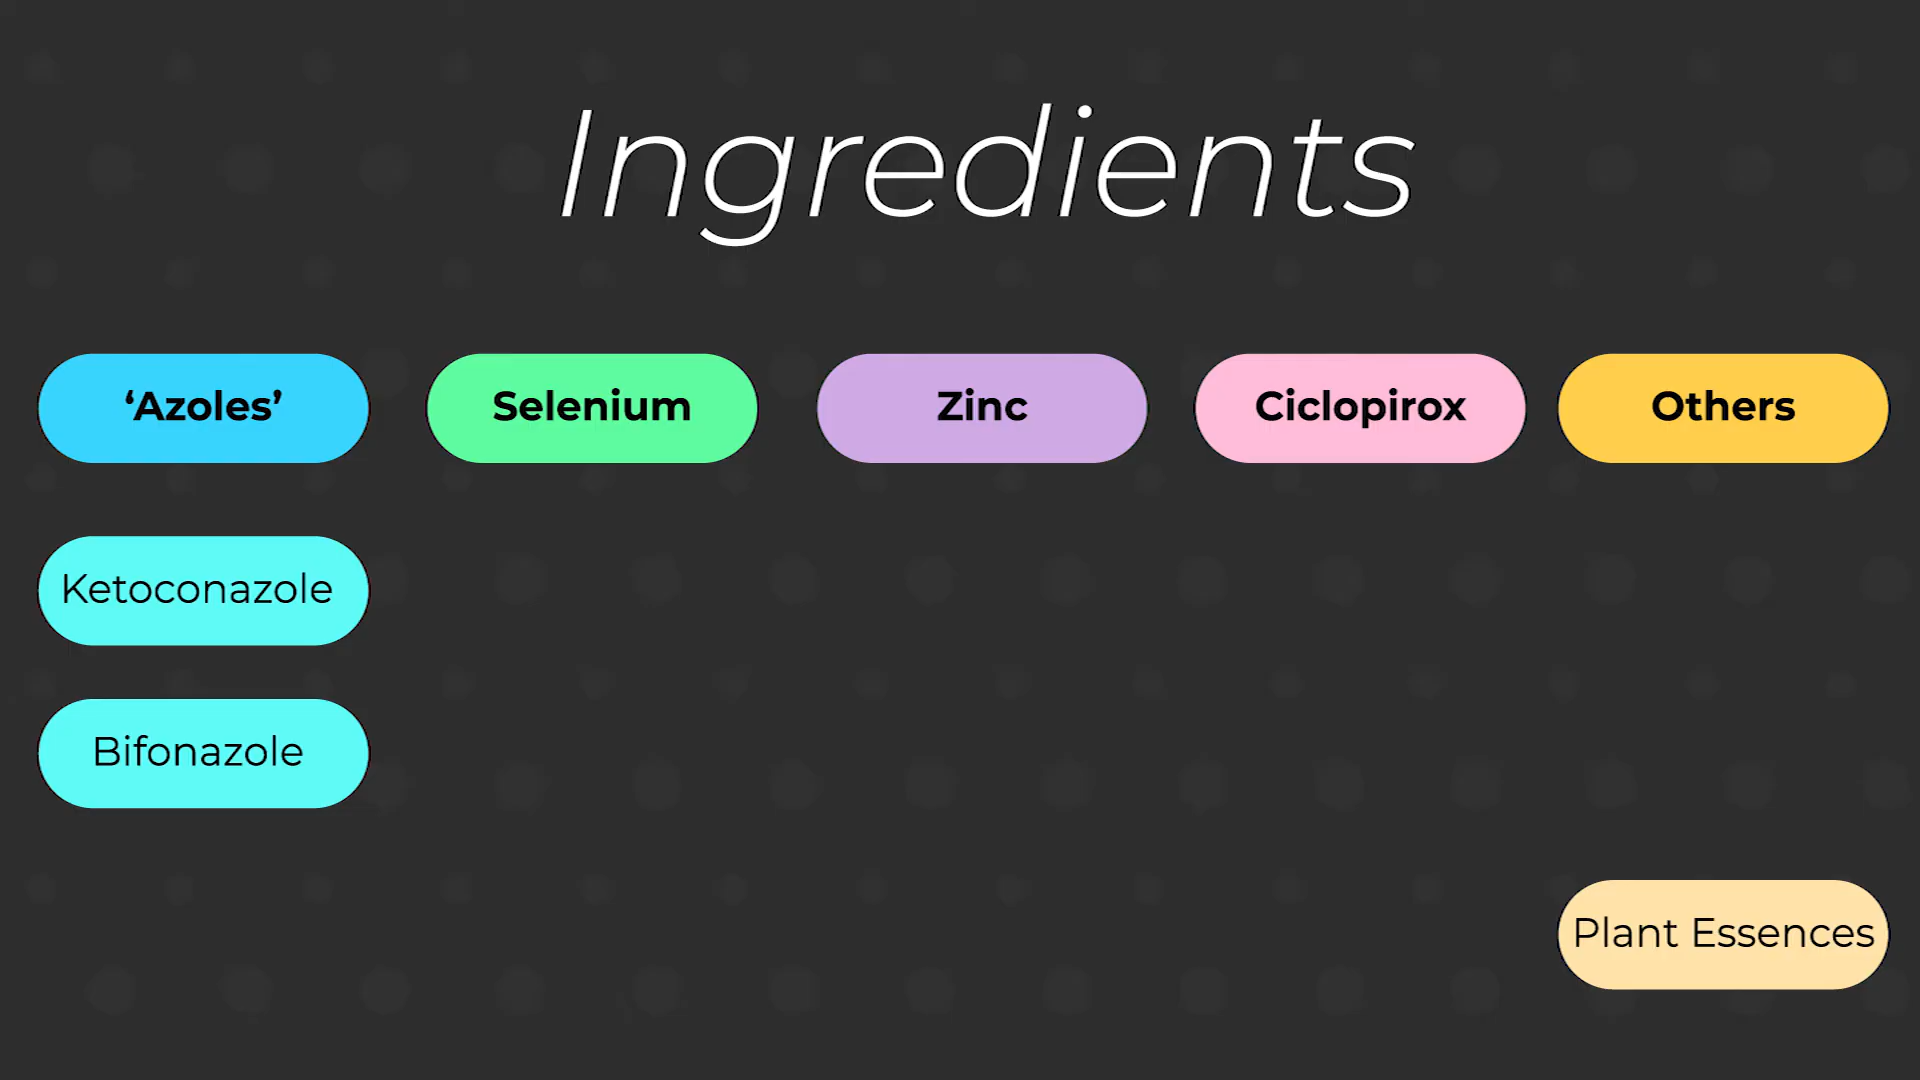 Ingredients
‘Azoles’
Selenium
Zinc
Ciclopirox
Others
Ketoconazole
Bifonazole
Plant Essences